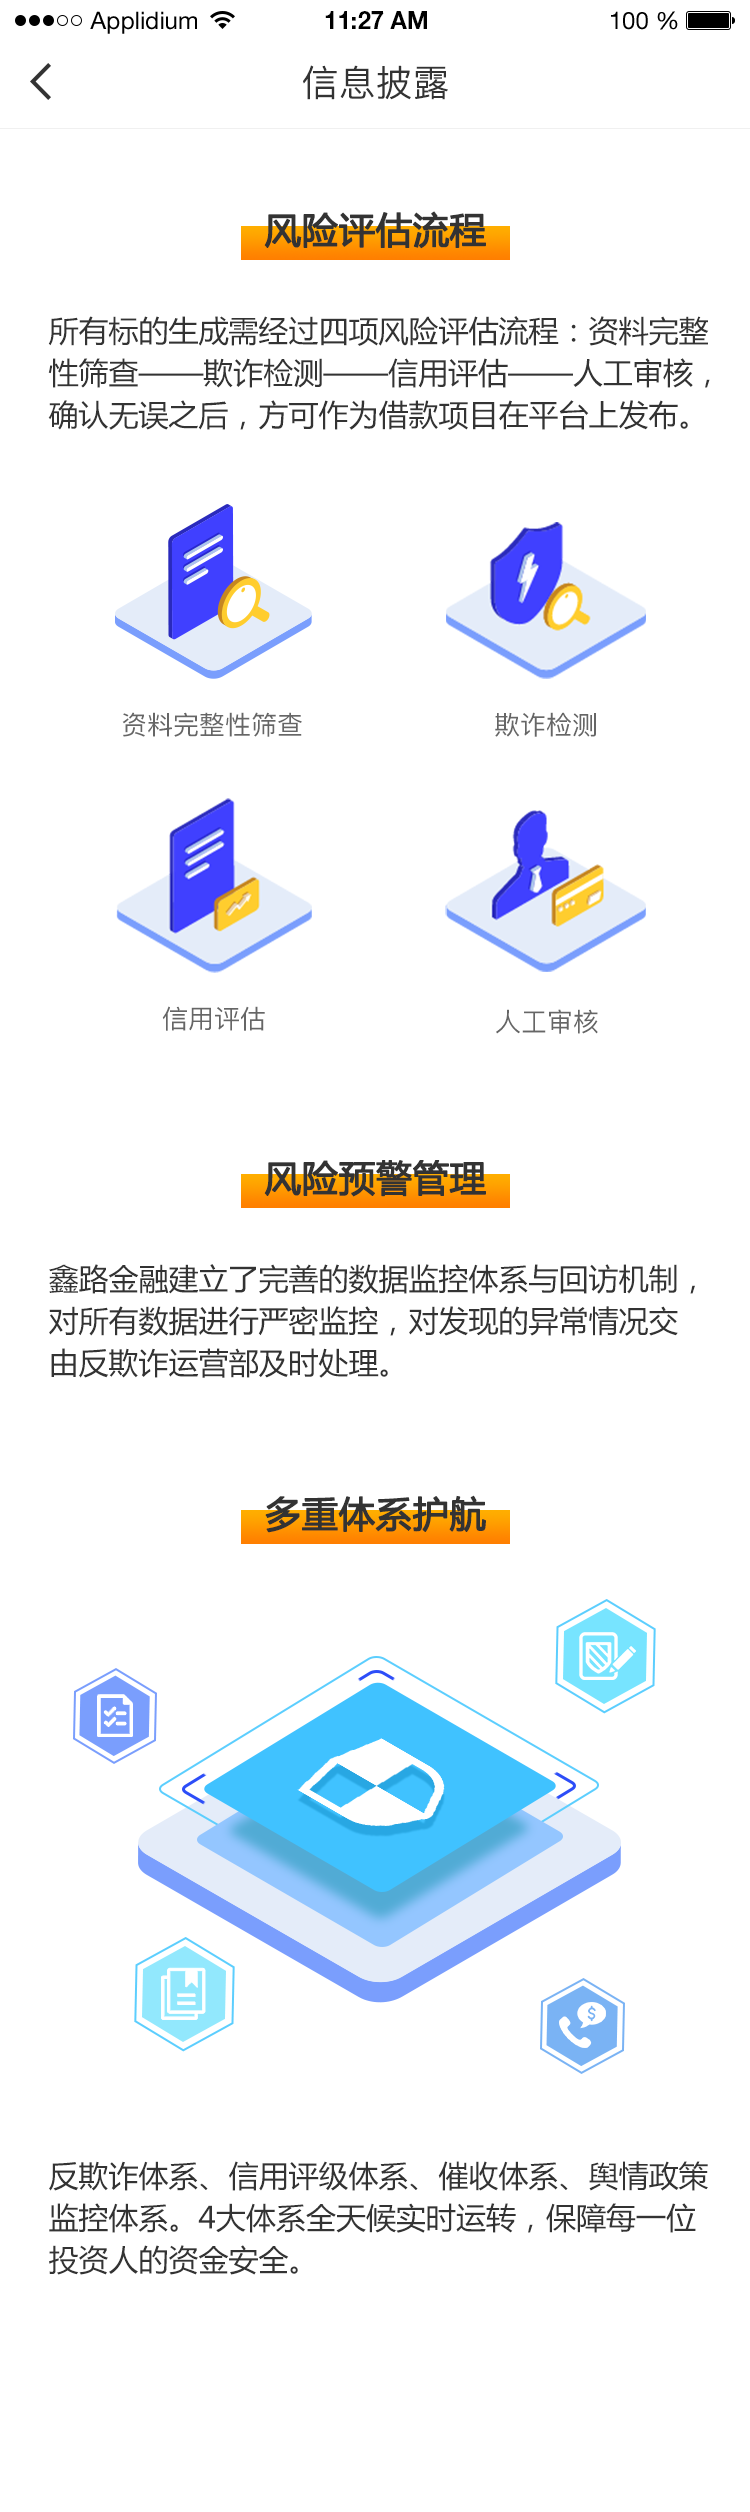 Applidium 11:27 AM 100 %
信息披露
风险评估流程
所有标的生成需经过四项风险评估流程：资料完整
性筛查——欺诈检测——信用评估——人工审核，
确认无误之后，方可作为借款项目在平台上发布。
资料完整性筛查 欺诈检测
信用评估 人工审核
风险预警管理
鑫路金融建立了完善的数据监控体系与回访机制，
对所有数据进行严密监控，对发现的异常情况交
由反欺诈运营部及时处理。
多重体系护航
$
反欺诈体系、信用评级体系、催收体系、舆情政策
监控体系。4大体系全天候实时运转，保障每一位
投资人的资金安全。